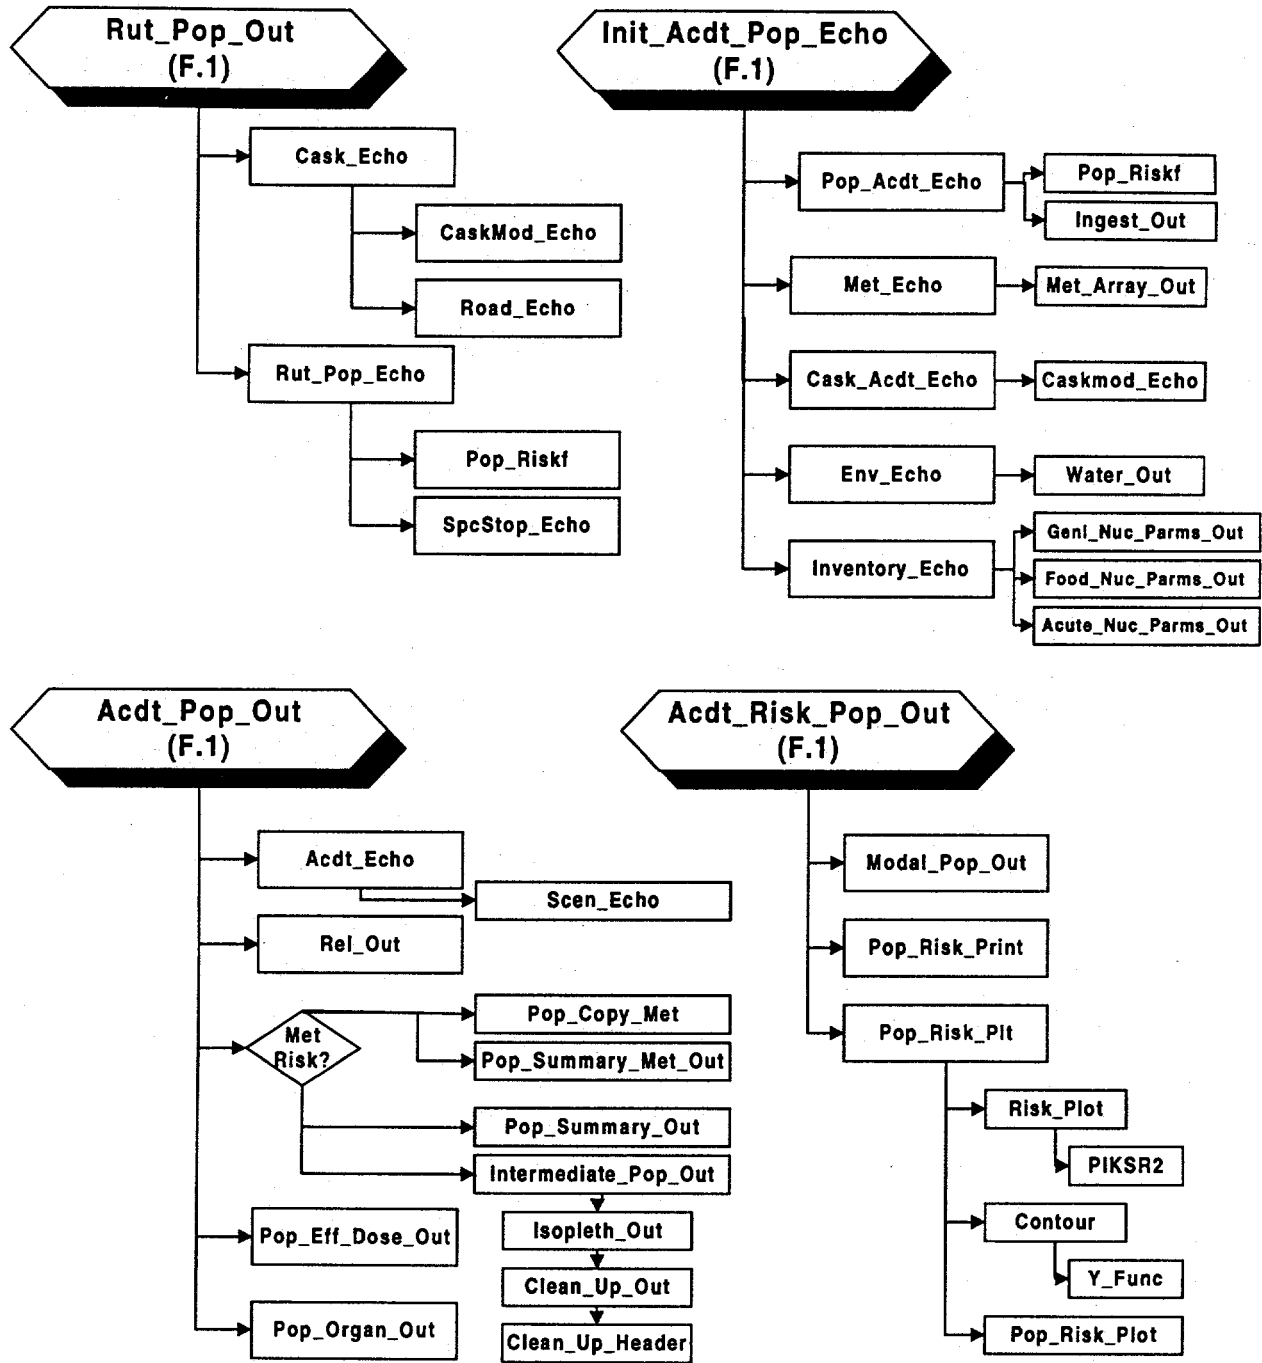 Rut_Pop_Out
(F.1)
Cask_Echo
CaskMod_Echo
Road_Echo
Rut_Pop_Echo
Pop_Riskf
SpcStop_Echo
Init_Acdt_Pop_Echo
(F.1)
Pop_Acdt_Echo
Pop_Riskf
Ingest_Out
Met_Echo
Met_Array_Out
Cask_Acdt_Echo
Caskmod_Echo
Env_Echo
Water_Out
Inventory_Echo
Geni_Nuc_Parms_Out
Food_Nuc_Parms_Out
Acute_Nuc_Parms_Out
Acdt_Pop_Out
(F.1)
Acdt_Echo
Scen_Echo
Rel_Out
Met
Risk?
Pop_Copy_Met
Pop_Summary_Met_Out
Pop_Summary_Out
Intermediate_Pop_Out
Isopleth_Out
Clean_Up_Out
Clean_Up_Header
Pop_Eff_Dose_Out
Pop_Organ_Out
Acdt_Risk_Pop_Out
(F.1)
Modal_Pop_Out
Pop_Risk_Print
Pop_Risk_Plt
Risk_Plot
PIKSR2
Contour
Y_Func
Pop_Risk_Plot